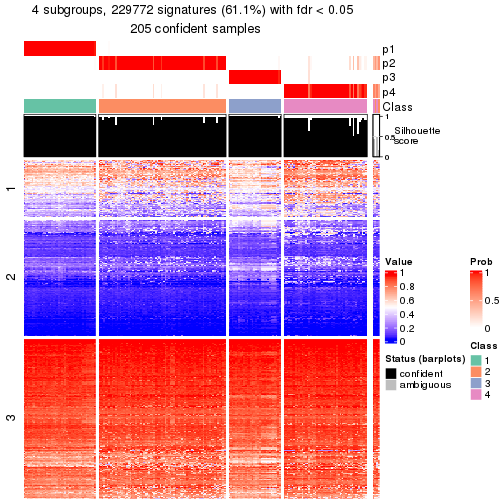 4 subgroups, 229772 signatures (61.1%) with fdr < 0.05
205 confident samples
p1
p2
p3
p4
Class
1
0.5
0
Silhouette
score
1
2
3
Value
1
0.8
0.6
0.4
0.2
0
Prob
1
0.5
0
Status (barplots)
confident
ambiguous
Class
1
2
3
4